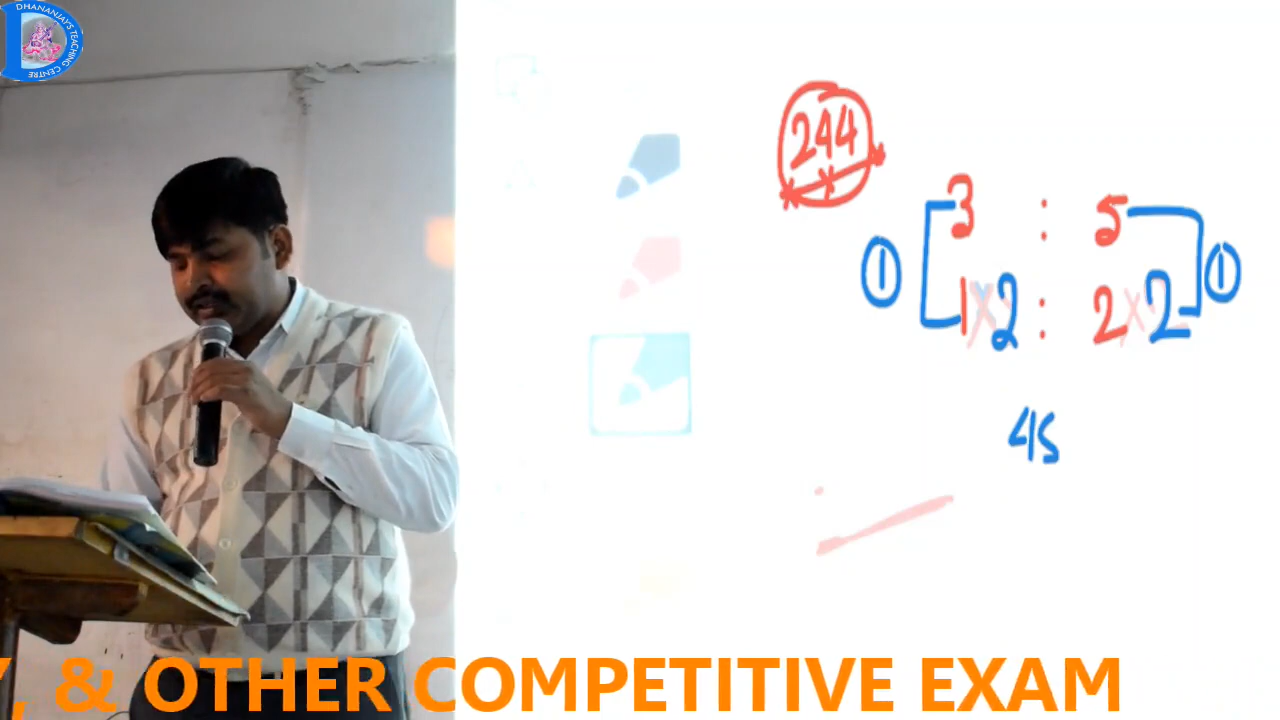 DHANANJAY'S TEACHING CENTRE
244
3 : 5
① ①
1×2 : 2×2
45
, & OTHER COMPETITIVE EXAM